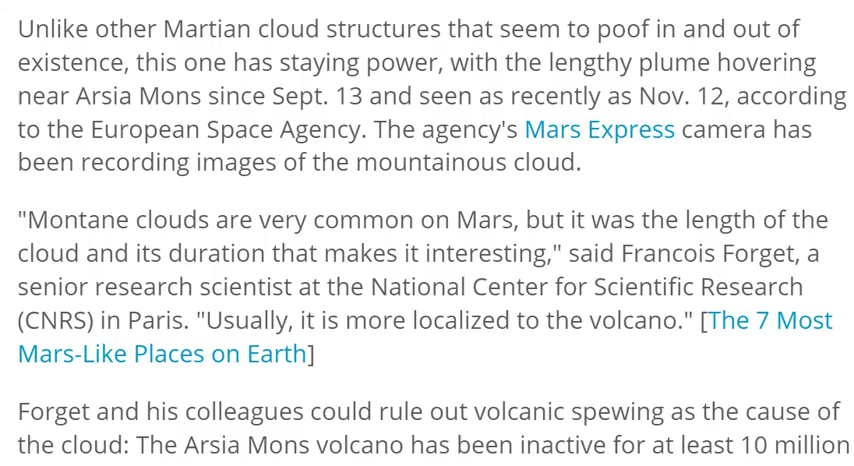 Unlike other Martian cloud structures that seem to poof in and out of
existence, this one has staying power, with the lengthy plume hovering
near Arsia Mons since Sept. 13 and seen as recently as Nov. 12, according
to the European Space Agency. The agency's Mars Express camera has
been recording images of the mountainous cloud.
"Montane clouds are very common on Mars, but it was the length of the
cloud and its duration that makes it interesting," said Francois Forget, a
senior research scientist at the National Center for Scientific Research
(CNRS) in Paris. "Usually, it is more localized to the volcano." [The 7 Most
Mars-Like Places on Earth]
Forget and his colleagues could rule out volcanic spewing as the cause of
the cloud: The Arsia Mons volcano has been inactive for at least 10 million